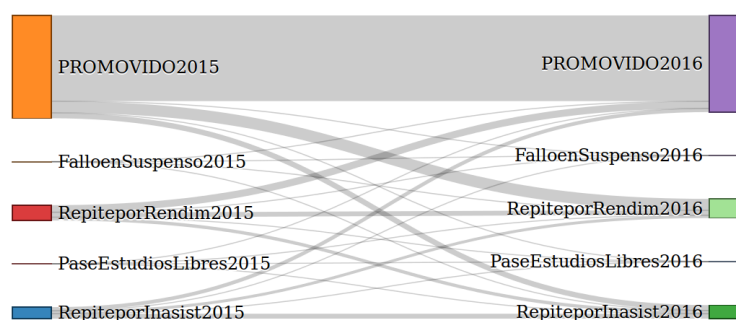 PROMOVIDO2015
PROMOVIDO2016
FalloenSuspenso2015
FalloenSuspenso2016
RepiteporRendim2015
RepiteporRendim2016
PaseEstudiosLibres2015
PaseEstudiosLibres2016
RepiteporInasist2015
RepiteporInasist2016